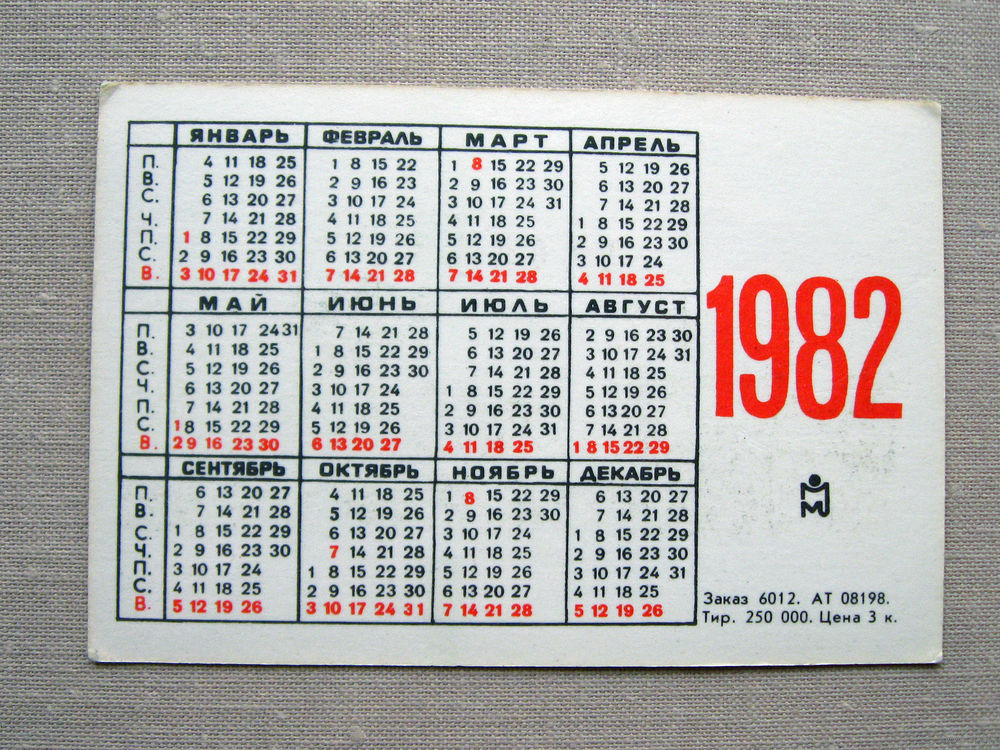 ЯНВАРЬ ФЕВРАЛЬ МАРТ АПРЕЛЬ
П. 4 11 18 25 1 8 15 22 1 8 15 22 29 5 12 19 26
В. 5 12 19 26 2 9 16 23 2 9 16 23 30 6 13 20 27
С. 6 13 20 27 3 10 17 24 3 10 17 24 31 7 14 21 28
Ч. 7 14 21 28 4 11 18 25 4 11 18 25 1 8 15 22 29
П. 1 8 15 22 29 5 12 19 26 5 12 19 26 2 9 16 23 30
С. 2 9 16 23 30 6 13 20 27 6 13 20 27 3 10 17 24
В. 3 10 17 24 31 7 14 21 28 7 14 21 28 4 11 18 25
МАЙ ИЮНЬ ИЮЛЬ АВГУСТ
П. 3 10 17 24 31 7 14 21 28 5 12 19 26 2 9 16 23 30
В. 4 11 18 25 1 8 15 22 29 6 13 20 27 3 10 17 24 31
С. 5 12 19 26 2 9 16 23 30 7 14 21 28 4 11 18 25
Ч. 6 13 20 27 3 10 17 24 1 8 15 22 29 5 12 19 26
П. 7 14 21 28 4 11 18 25 2 9 16 23 30 6 13 20 27
С. 1 8 15 22 29 5 12 19 26 3 10 17 24 31 7 14 21 28
В. 2 9 16 23 30 6 13 20 27 4 11 18 25 1 8 15 22 29
СЕНТЯБРЬ ОКТЯБРЬ НОЯБРЬ ДЕКАБРЬ
П. 6 13 20 27 4 11 18 25 1 8 15 22 29 6 13 20 27
В. 7 14 21 28 5 12 19 26 2 9 16 23 30 7 14 21 28
С. 1 8 15 22 29 6 13 20 27 3 10 17 24 1 8 15 22 29
Ч. 2 9 16 23 30 7 14 21 28 4 11 18 25 2 9 16 23 30
П. 3 10 17 24 1 8 15 22 29 5 12 19 26 3 10 17 24 31
С. 4 11 18 25 2 9 16 23 30 6 13 20 27 4 11 18 25
В. 5 12 19 26 3 10 17 24 31 7 14 21 28 5 12 19 26
1982
Заказ 6012. АТ 08198.
Тир. 250 000. Цена 3 к.